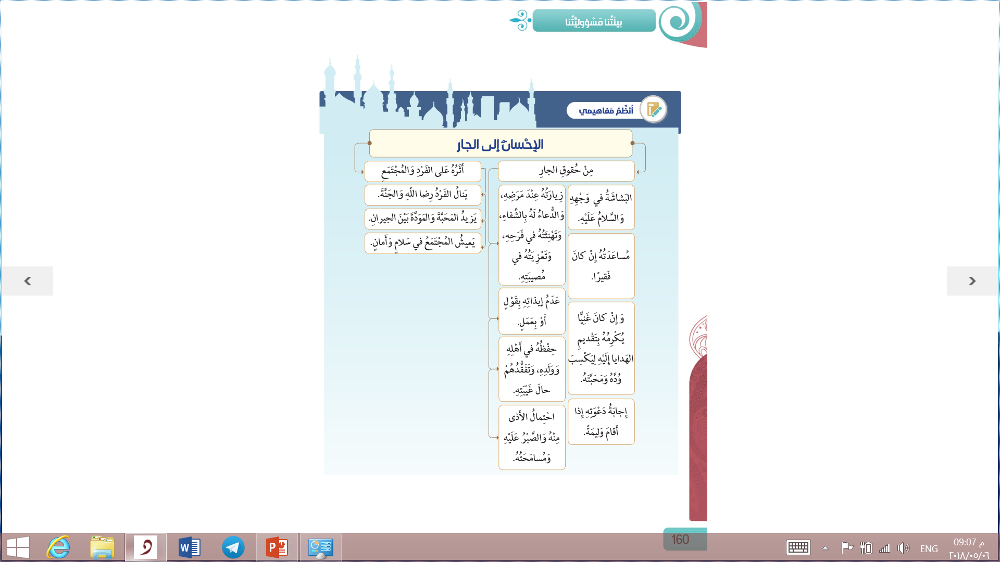 بيئَتُنا مَسْؤوليَّتُنا
أُنَظِّمُ مَفاهيمي
الإحْسانُ إلى الجارِ
مِنْ حُقوقِ الجارِ
البَشاشَةُ في وَجْهِهِ
وَالسَّلامُ عَلَيْهِ.
مُساعَدَتُهُ إِنْ كانَ
فَقيرًا.
وَإِنْ كانَ غَنِيًّا
يُكْرِمُهُ بِتَقْديمِ
الهَدايا إِلَيْهِ لِيَكْسِبَ
وُدَّهُ وَمَحَبَّتَهُ.
إِجابَةُ دَعْوَتِهِ إِذا
أَقامَ وَليمَةً.
زِيارَتُهُ عِنْدَ مَرَضِهِ،
وَالدُّعاءُ لَهُ بِالشِّفاءِ،
وَتَهْنِئَتُهُ في فَرَحِهِ،
وَتَعْزِيَتُهُ في
مُصيبَتِهِ.
عَدَمُ إيذائِهِ بِقَوْلٍ
أَوْ بِعَمَلٍ.
حِفْظُهُ في أَهْلِهِ
وَوَلَدِهِ، وَتَفَقُّدُهُمْ
حالَ غَيْبَتِهِ.
احْتِمالُ الأَذى
مِنْهُ وَالصَّبْرُ عَلَيْهِ
وَمُسامَحَتُهُ.
أَثَرُهُ عَلى الفَرْدِ وَالمُجْتَمَعِ
يَنالُ الفَرْدُ رِضا اللّهِ وَالجَنَّةَ.
يَزيدُ المَحَبَّةَ وَالمَوَدَّةَ بَيْنَ الجيرانِ.
يَعيشُ المُجْتَمَعُ في سَلامٍ وَأَمانٍ.
160
ENG
09:07 م
٢٠١٨/٠٥/٠٦